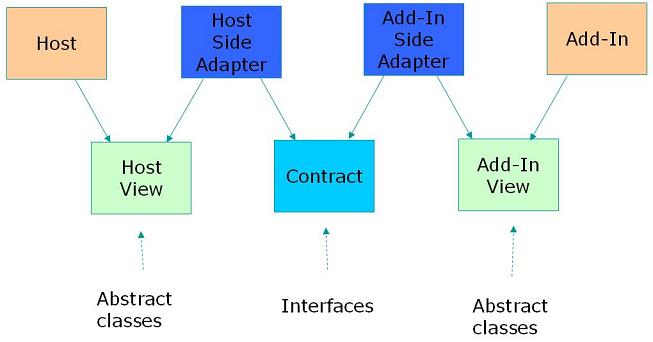 Host
Host
Side
Adapter
Add-In
Side
Adapter
Add-In
Host
View
Contract
Add-In
View
Abstract
classes
Interfaces
Abstract
classes